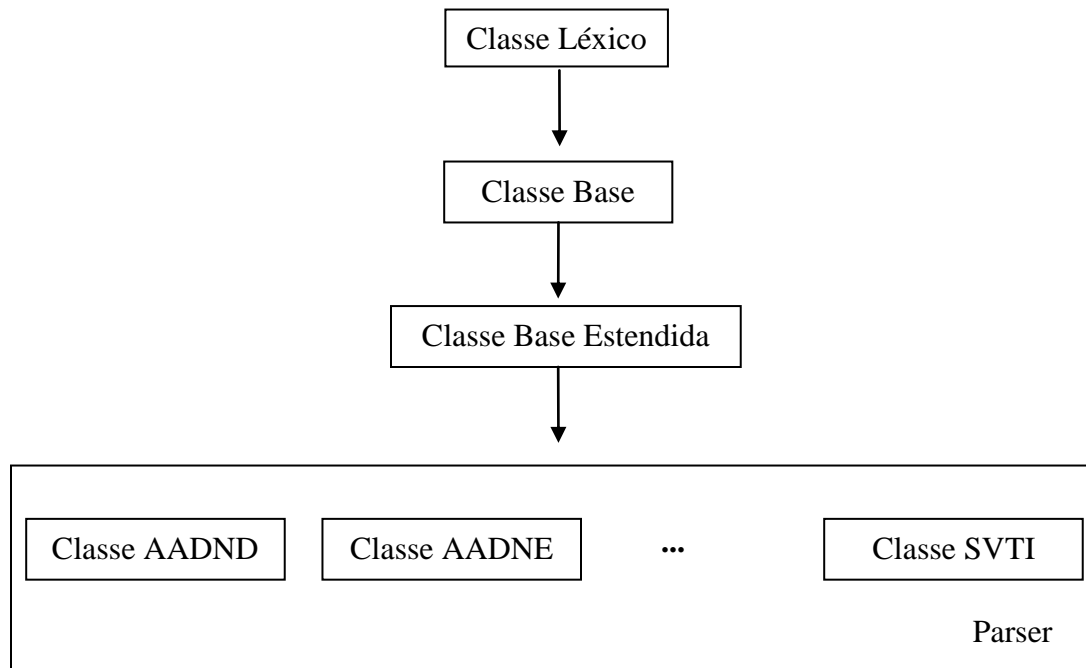 Classe Léxico
Classe Base
Classe Base Estendida
Classe AADND
Classe AADNE
...
Classe SVTI
Parser